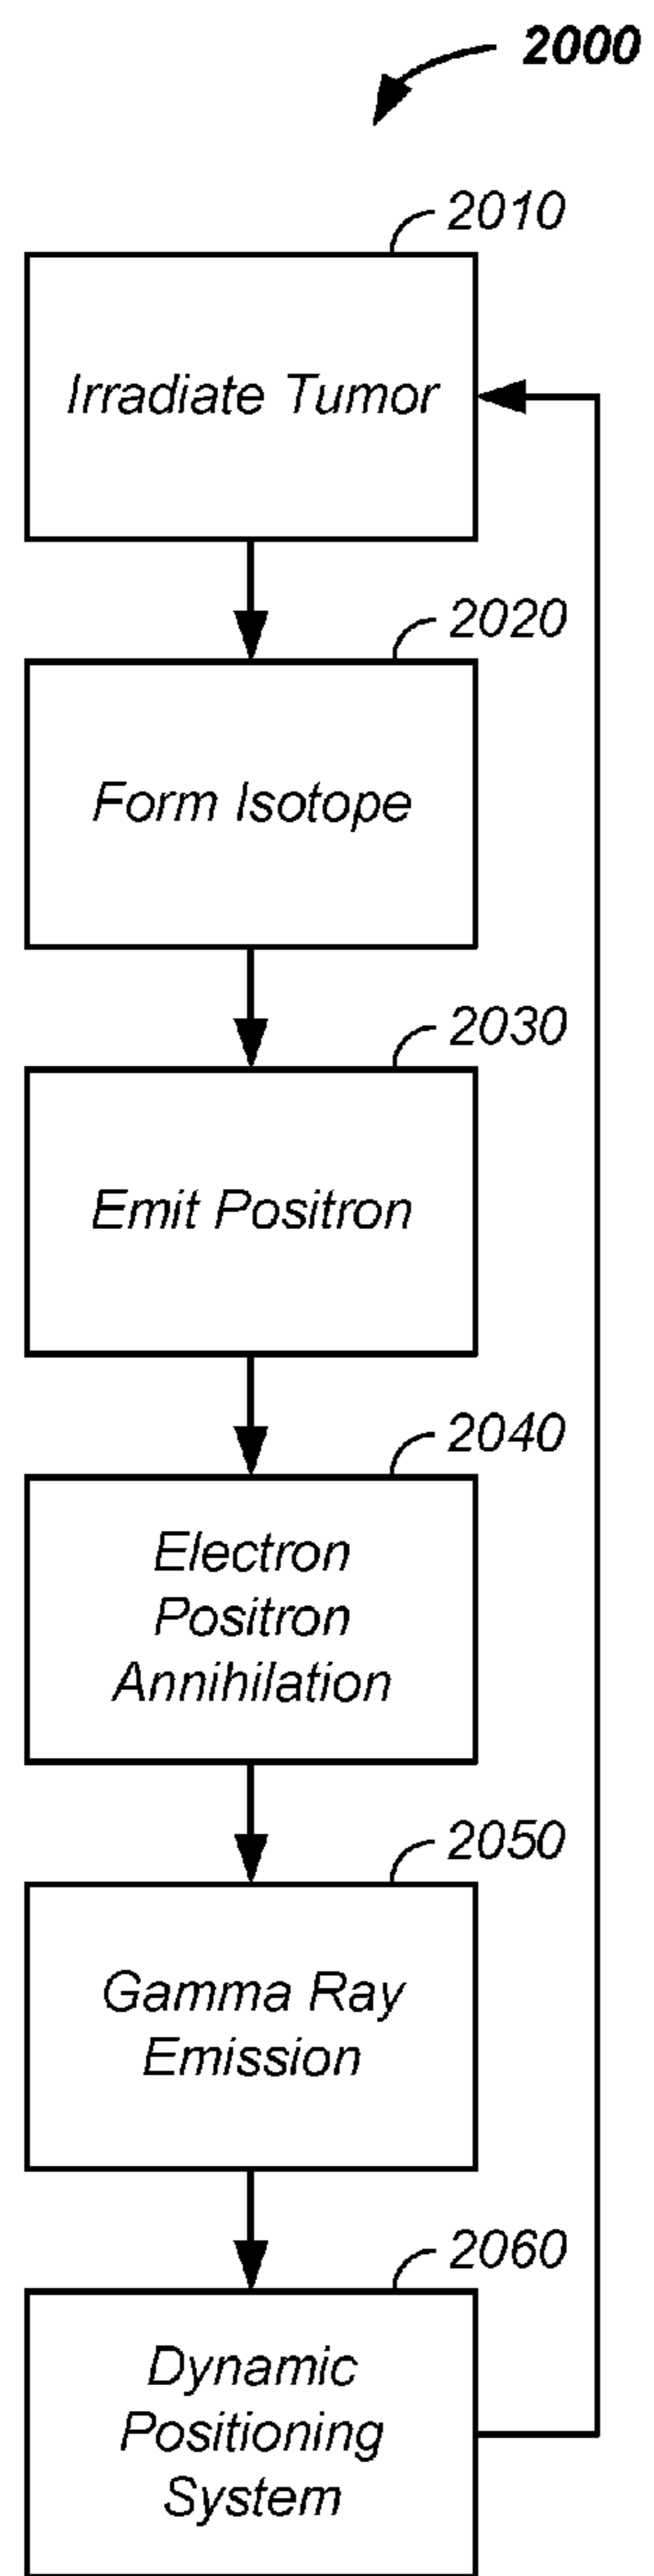 2000
2010
Irradiate Tumor
2020
Form Isotope
2030
Emit Positron
2040
Electron
Positron
Annihilation
2050
Gamma Ray
Emission
2060
Dynamic
Positioning
System